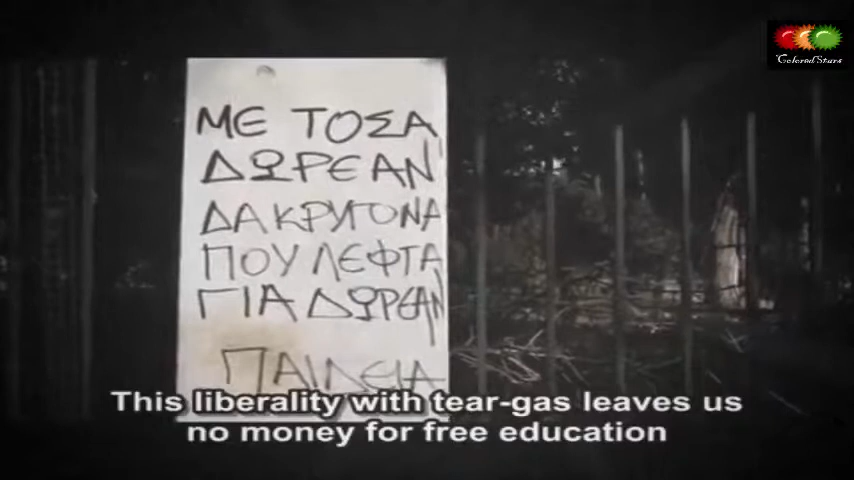 ColoredStars
ΜΕ ΤΟΣΑ
ΔΩΡΕΑΝ
ΔΑΚΡΥΓΟΝΑ
ΠΟΥ ΛΕΦΤΑ
ΓΙΑ ΔΩΡΕΑΝ
ΠΑΙΔΕΙΑ
This liberality with tear-gas leaves us
no money for free education